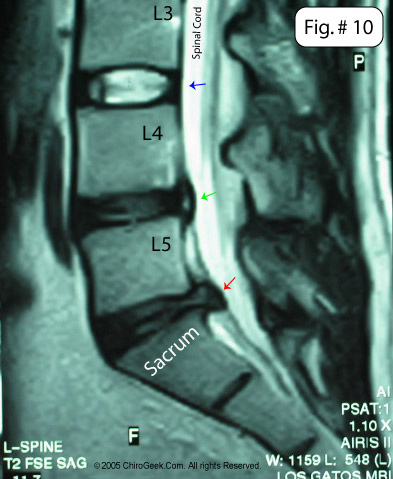 L3
Spinal Cord
Fig. # 10
P
L4
L5
Sacrum
AI
PSAT:1
1.10 X
AIRIS II
W: 1159 L: 548 (L)
LOS GATOS MRI
F
L-SPINE
T2 FSE SAG
© 2005 ChiroGeek.Com. All rights Reserved.